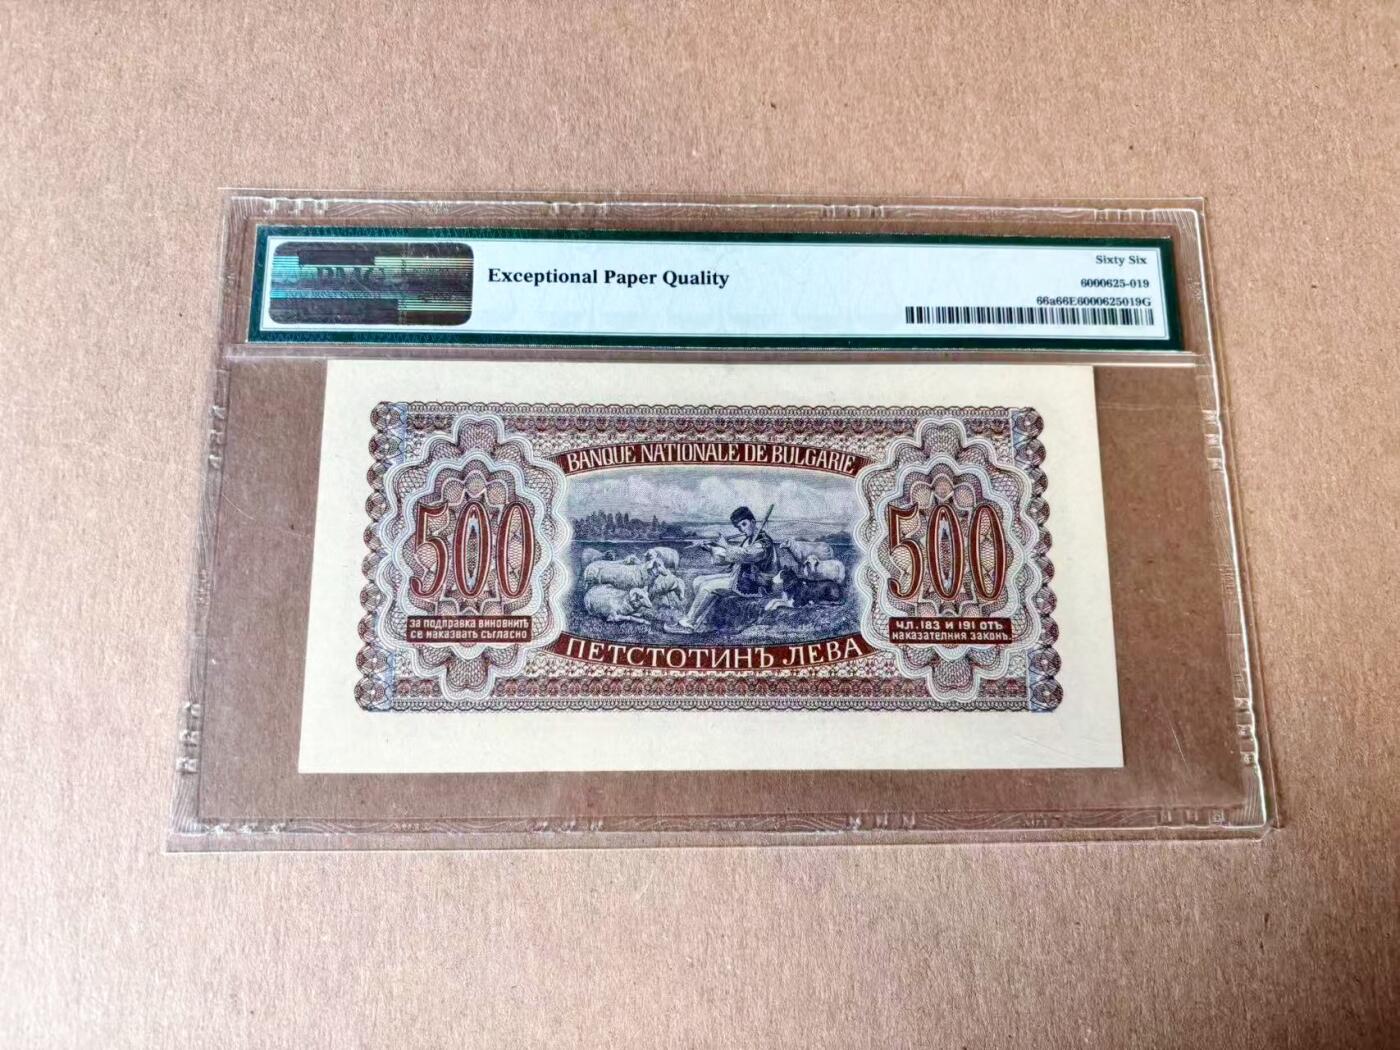 PMG
Exceptional Paper Quality
Sixty Six
6000625-019
66a66E6000625019G
BANQUE NATIONALE DE BULGARIE
500
500
ЗА ПОДПРАВКА ВИНОВНИТѢ
СЕ НАКАЗВАТЪ СЪГЛАСНО
ЧЛ. 183 И 191 ОТЪ
НАКАЗАТЕЛНИЯ ЗАКОНЪ.
ПЕТСТОТИНЪ ЛЕВА